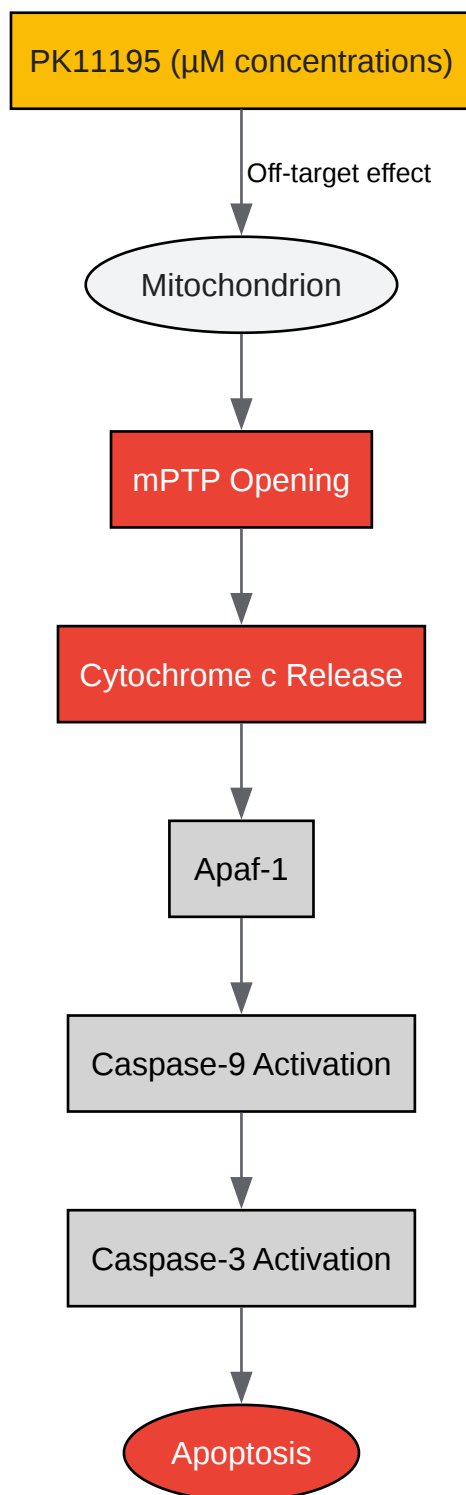 PK11195 (µM concentrations)
Off-target effect
Mitochondrion
mPTP Opening
Cytochrome c Release
Apaf-1
Caspase-9 Activation
Caspase-3 Activation
Apoptosis